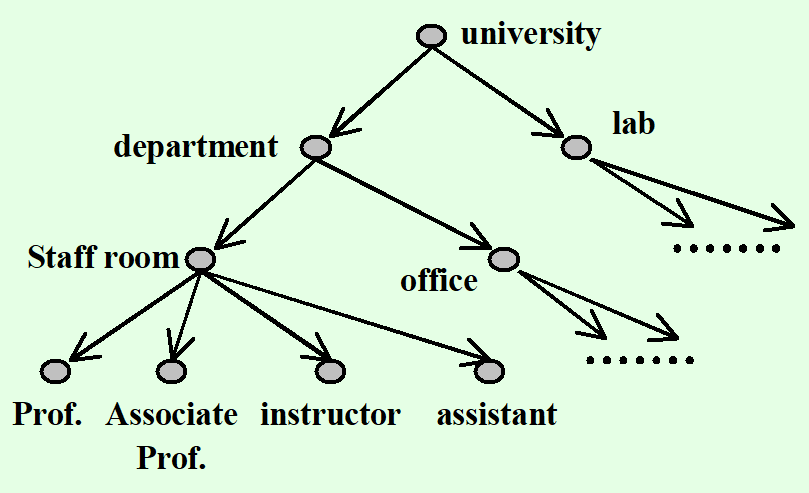 university
lab
department
Staff room
office
Prof. Associate instructor assistant
Prof.